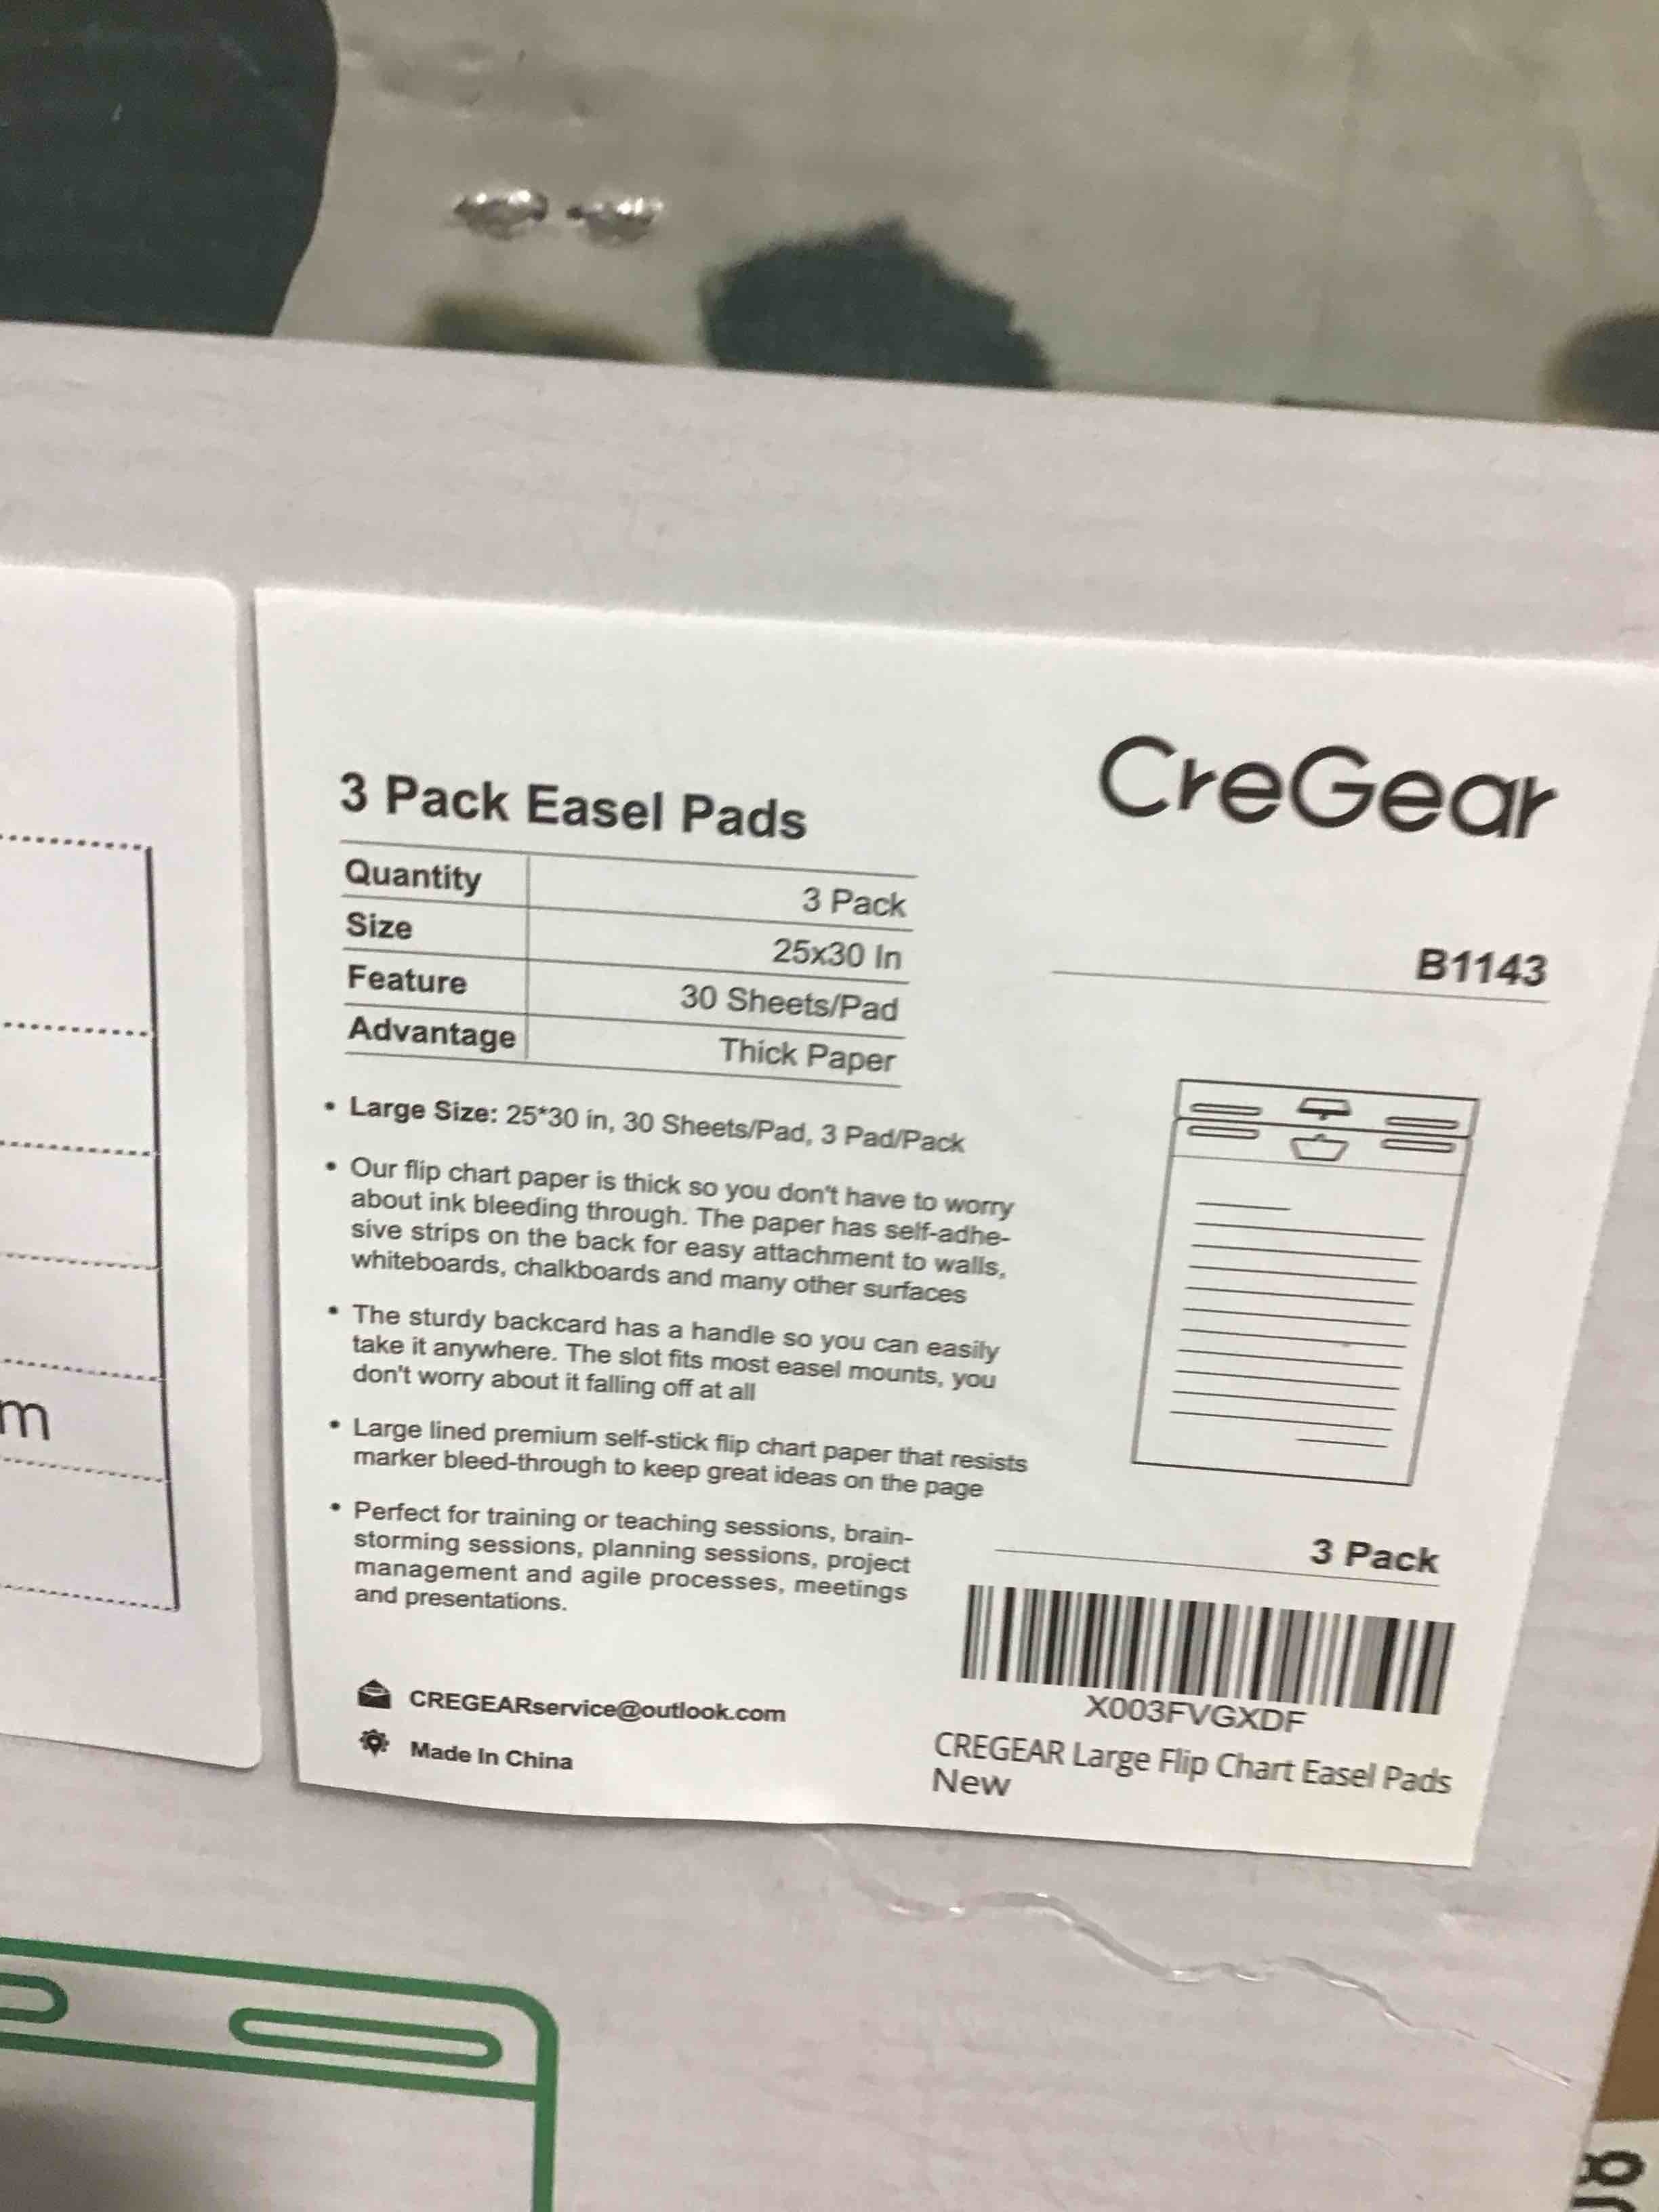 CreGear
3 Pack Easel Pads
Quantity 3 Pack
Size 25x30 In
Feature 30 Sheets/Pad
Advantage Thick Paper
B1143
• Large Size: 25*30 in, 30 Sheets/Pad, 3 Pad/Pack
• Our flip chart paper is thick so you don't have to worry
about ink bleeding through. The paper has self-adhe-
sive strips on the back for easy attachment to walls,
whiteboards, chalkboards and many other surfaces
• The sturdy backcard has a handle so you can easily
take it anywhere. The slot fits most easel mounts, you
don't worry about it falling off at all
• Large lined premium self-stick flip chart paper that resists
marker bleed-through to keep great ideas on the page
• Perfect for training or teaching sessions, brain-
storming sessions, planning sessions, project
management and agile processes, meetings
and presentations.
CREGEARservice@outlook.com
Made In China
3 Pack
X003FVGXDF
CREGEAR Large Flip Chart Easel Pads
New
m